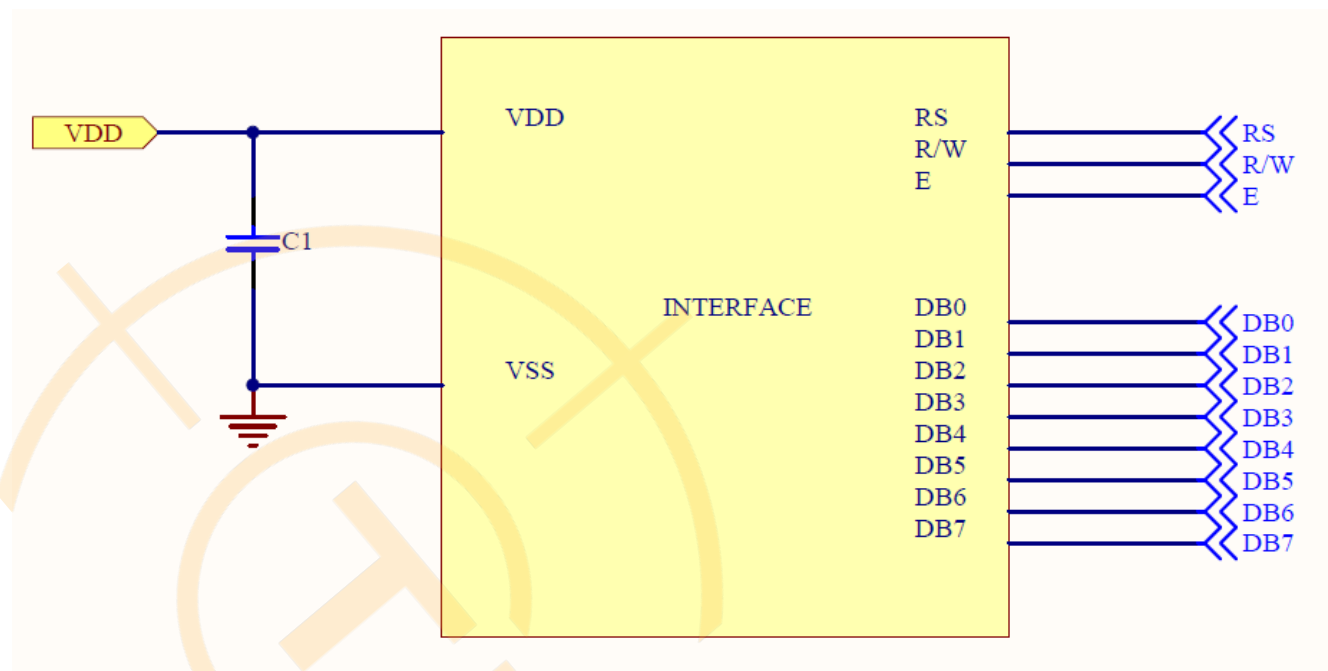 VDD
VDD
RS
RS
R/W
R/W
E
E
C1
INTERFACE
DB0
DB0
DB1
DB1
VSS
DB2
DB2
DB3
DB3
DB4
DB4
DB5
DB5
DB6
DB6
DB7
DB7